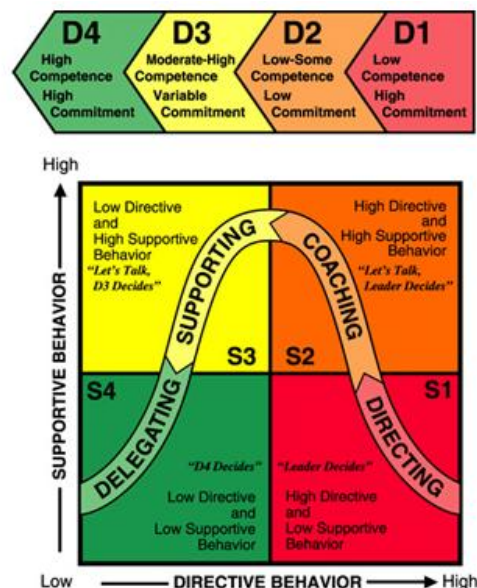 D4
High
Competence
High
Commitment
D3
Moderate-High
Competence
Variable
Commitment
D2
Low-Some
Competence
Low
Commitment
D1
Low
Competence
High
Commitment
High
SUPPORTIVE BEHAVIOR
Low Directive
and
High Supportive
Behavior
"Let's Talk,
D3 Decides"
SUPPORTING
S3
High Directive
and
High Supportive
Behavior
"Let's Talk,
Leader Decides"
COACHING
S2
S4
DELEGATING
"D4 Decides"
Low Directive
and
Low Supportive
Behavior
S1
DIRECTING
"Leader Decides"
High Directive
and
Low Supportive
Behavior
Low
DIRECTIVE BEHAVIOR
High